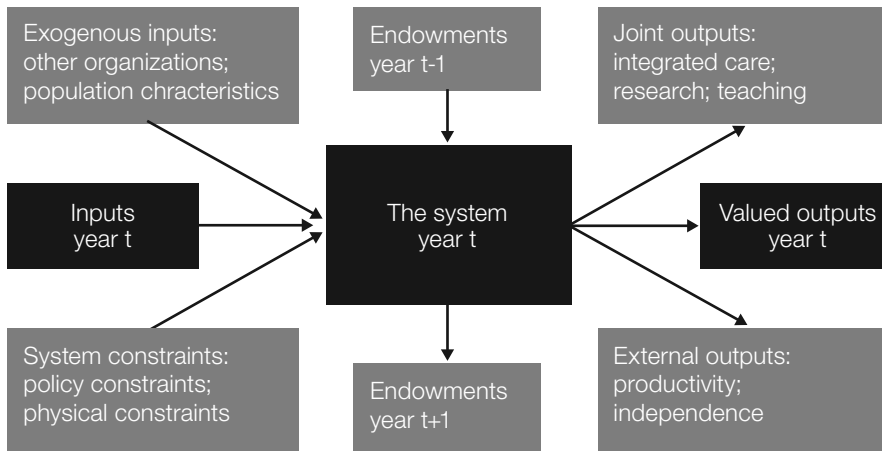 Exogenous inputs:
other organizations;
population chracteristics
Endowments
year t-1
Joint outputs:
integrated care;
research; teaching
Inputs
year t
The system
year t
Valued outputs
year t
System constraints:
policy constraints;
physical constraints
Endowments
year t+1
External outputs:
productivity;
independence